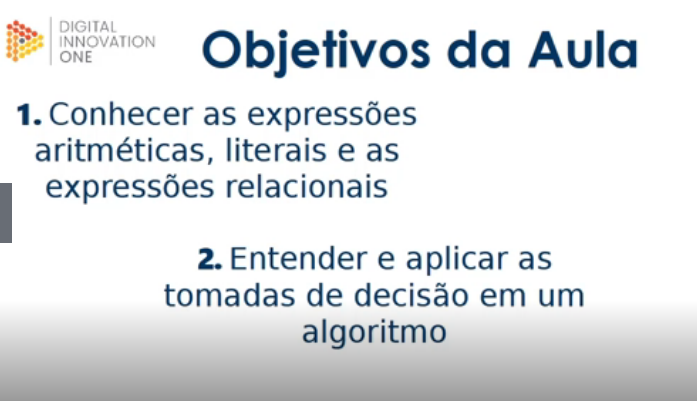 DIGITAL
INNOVATION
ONE
Objetivos da Aula
1. Conhecer as expressões
aritméticas, literais e as
expressões relacionais
2. Entender e aplicar as
tomadas de decisão em um
algoritmo